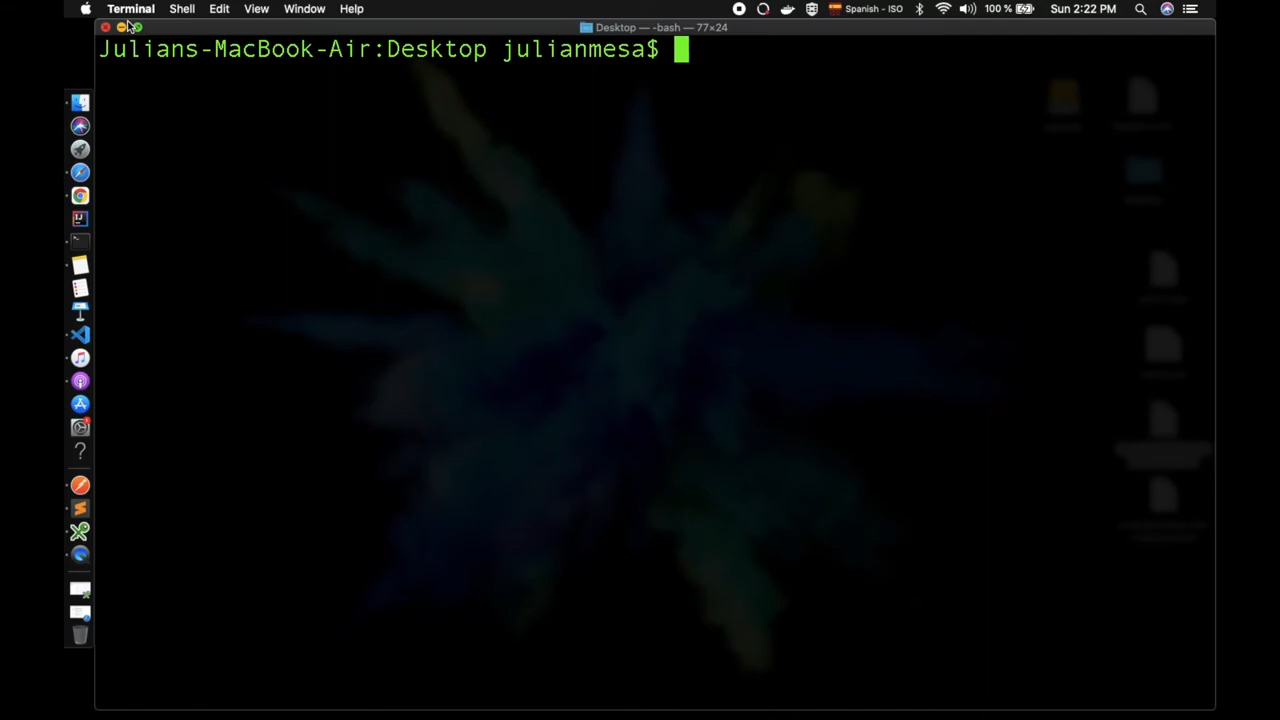 Terminal Shell Edit View Window Help Spanish - ISO 100 % Sun 2:22 PM
Desktop — -bash — 77×24
Julians-MacBook-Air:Desktop julianmesa$